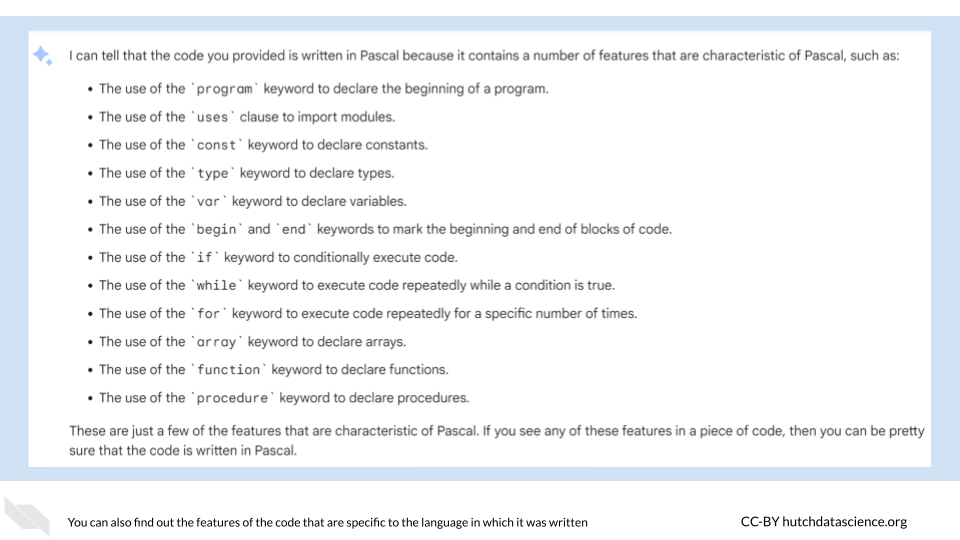 I can tell that the code you provided is written in Pascal because it contains a number of features that are characteristic of Pascal, such as:
• The use of the `program` keyword to declare the beginning of a program.
• The use of the `uses` clause to import modules.
• The use of the `const` keyword to declare constants.
• The use of the `type` keyword to declare types.
• The use of the `var` keyword to declare variables.
• The use of the `begin` and `end` keywords to mark the beginning and end of blocks of code.
• The use of the `if` keyword to conditionally execute code.
• The use of the `while` keyword to execute code repeatedly while a condition is true.
• The use of the `for` keyword to execute code repeatedly for a specific number of times.
• The use of the `array` keyword to declare arrays.
• The use of the `function` keyword to declare functions.
• The use of the `procedure` keyword to declare procedures.
These are just a few of the features that are characteristic of Pascal. If you see any of these features in a piece of code, then you can be pretty
sure that the code is written in Pascal.
You can also find out the features of the code that are specific to the language in which it was written
CC-BY hutchdatascience.org